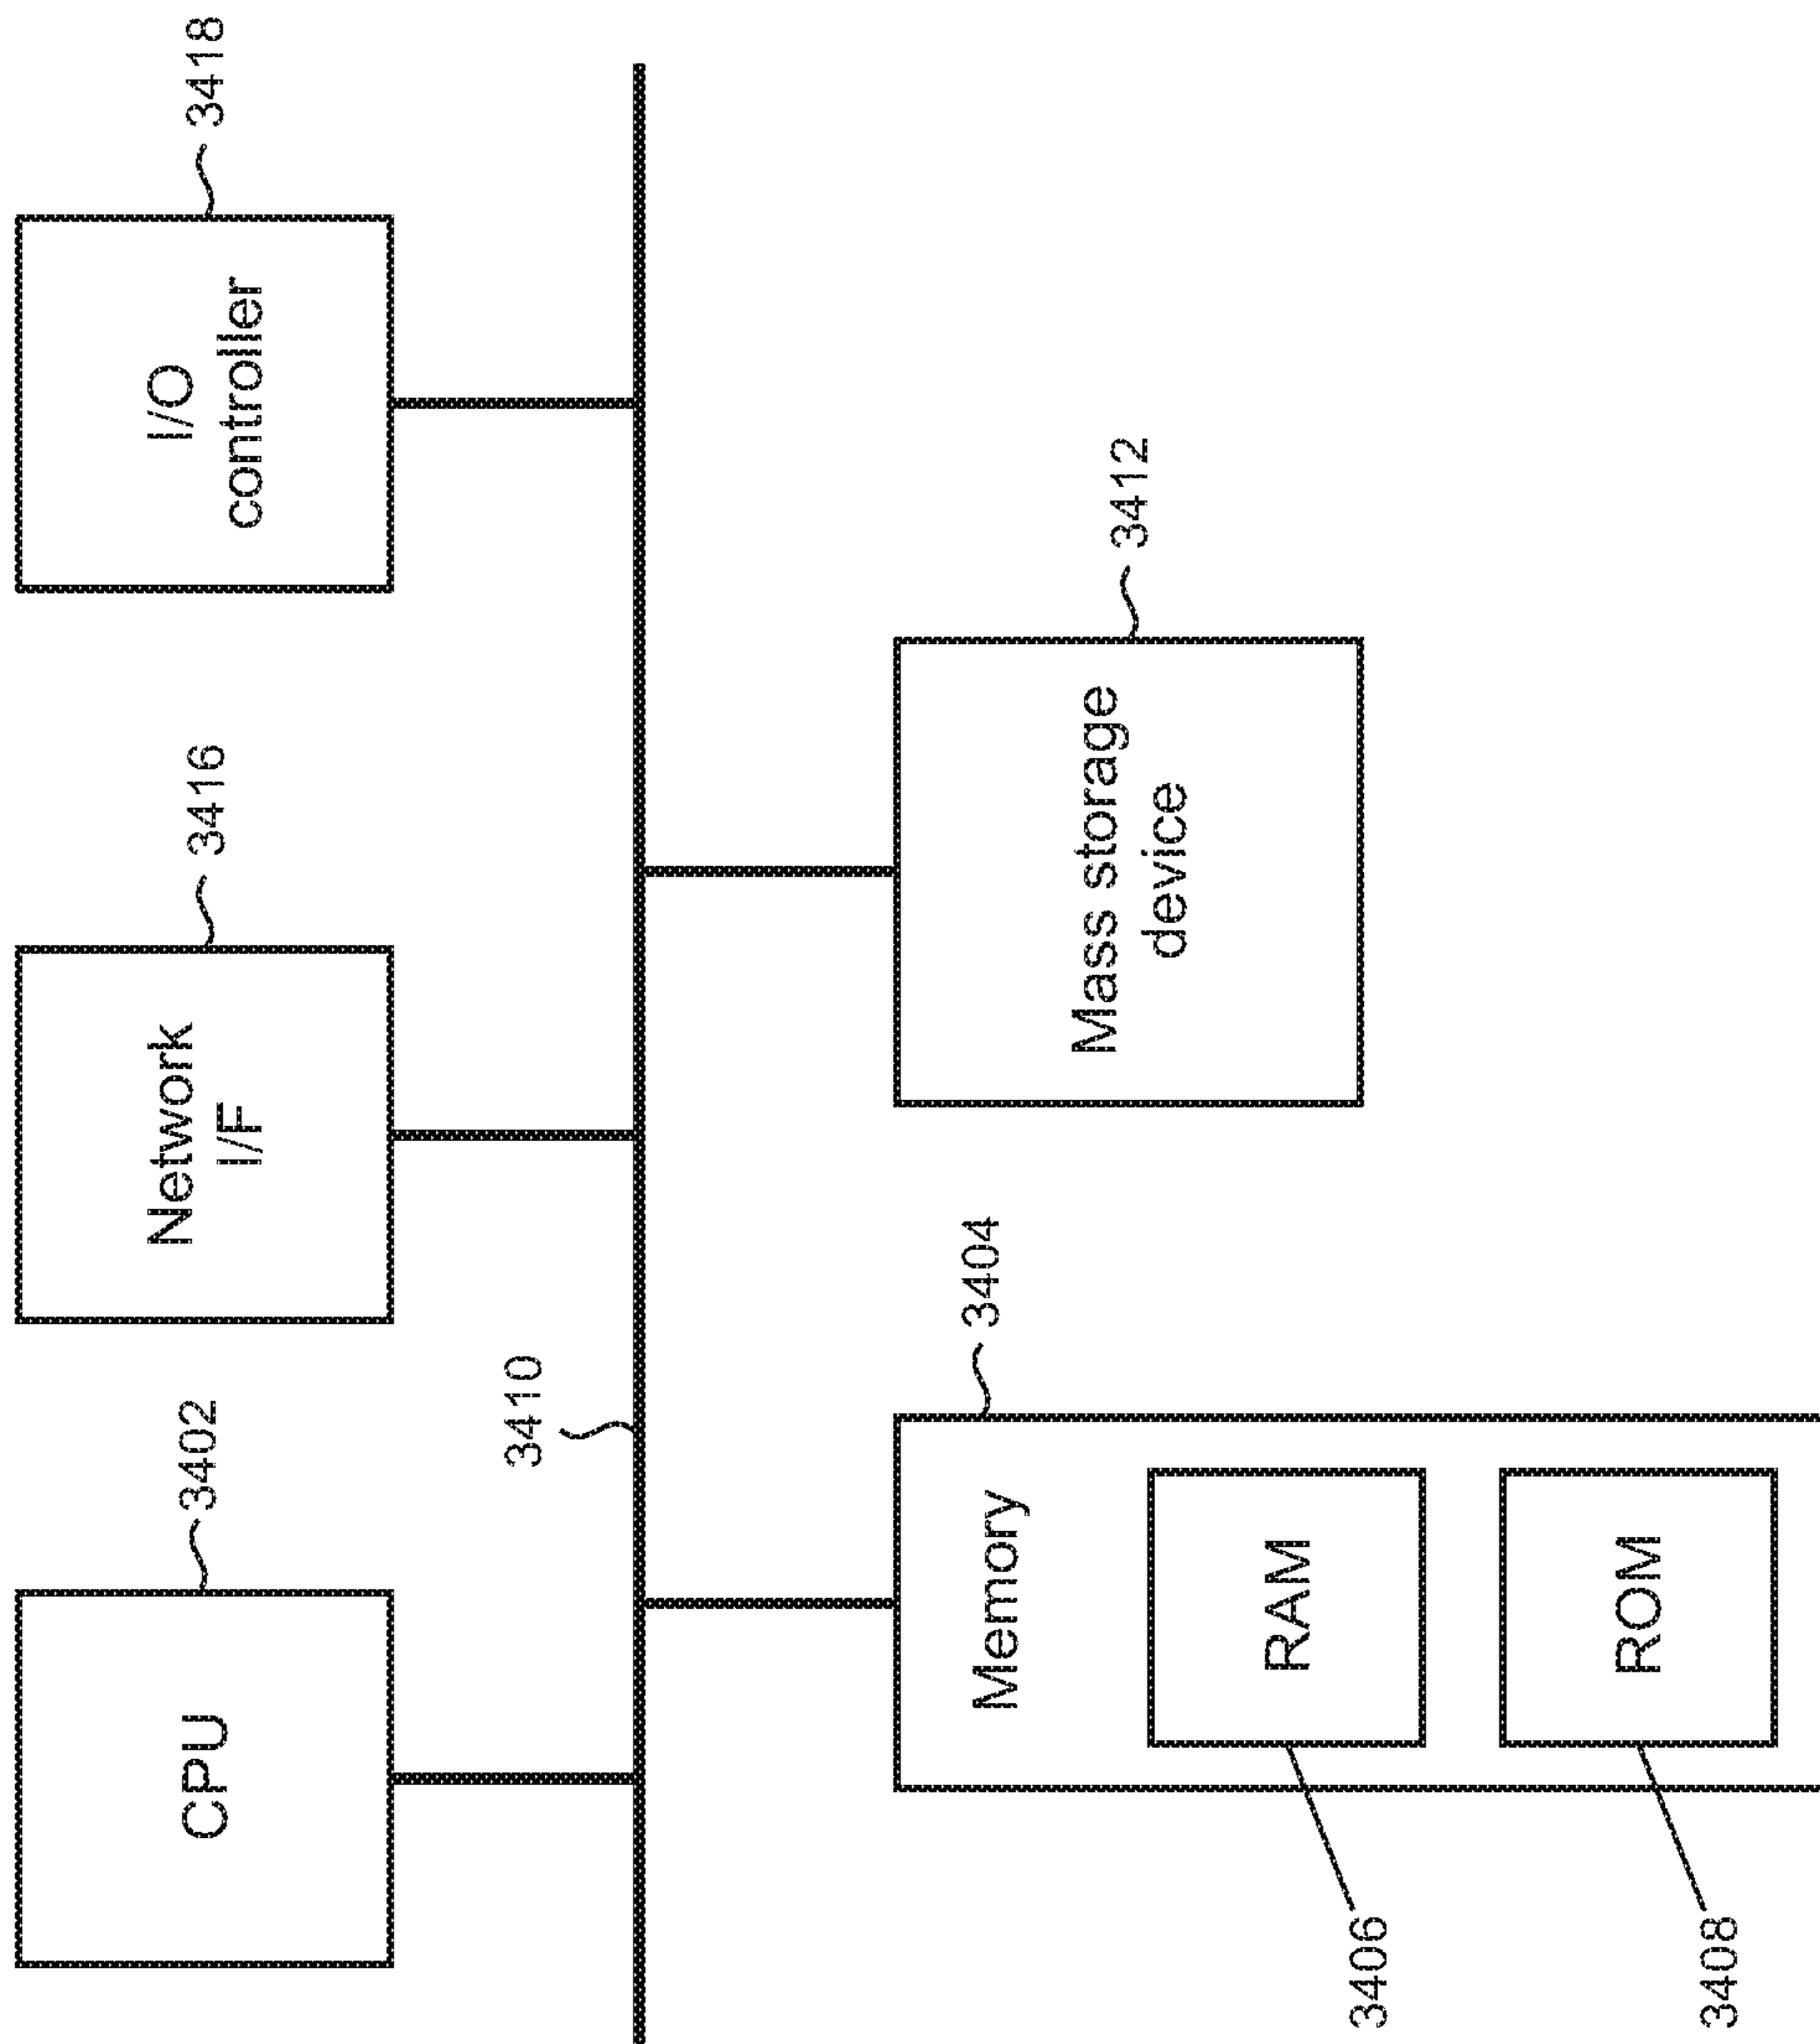 CPU
3402
Network
I/F
3416
I/O
controller
3418
3410
Memory
3404
RAM
3406
ROM
3408
Mass storage
device
3412